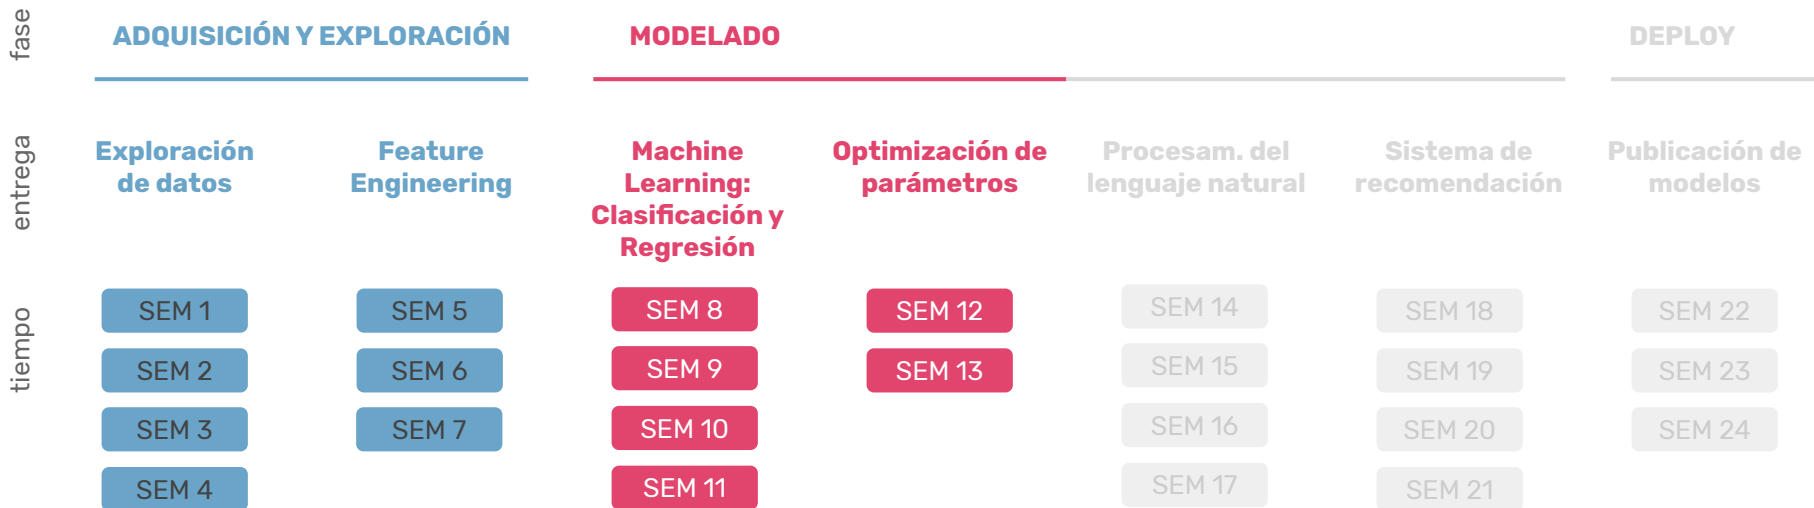 fase
ADQUISICIÓN Y EXPLORACIÓN
MODELADO
DEPLOY
entrega
Exploración
de datos
Feature
Engineering
Machine
Learning:
Clasificación y
Regresión
Optimización de
parámetros
Procesam. del
lenguaje natural
Sistema de
recomendación
Publicación de
modelos
tiempo
SEM 1
SEM 2
SEM 3
SEM 4
SEM 5
SEM 6
SEM 7
SEM 8
SEM 9
SEM 10
SEM 11
SEM 12
SEM 13
SEM 14
SEM 15
SEM 16
SEM 17
SEM 18
SEM 19
SEM 20
SEM 21
SEM 22
SEM 23
SEM 24